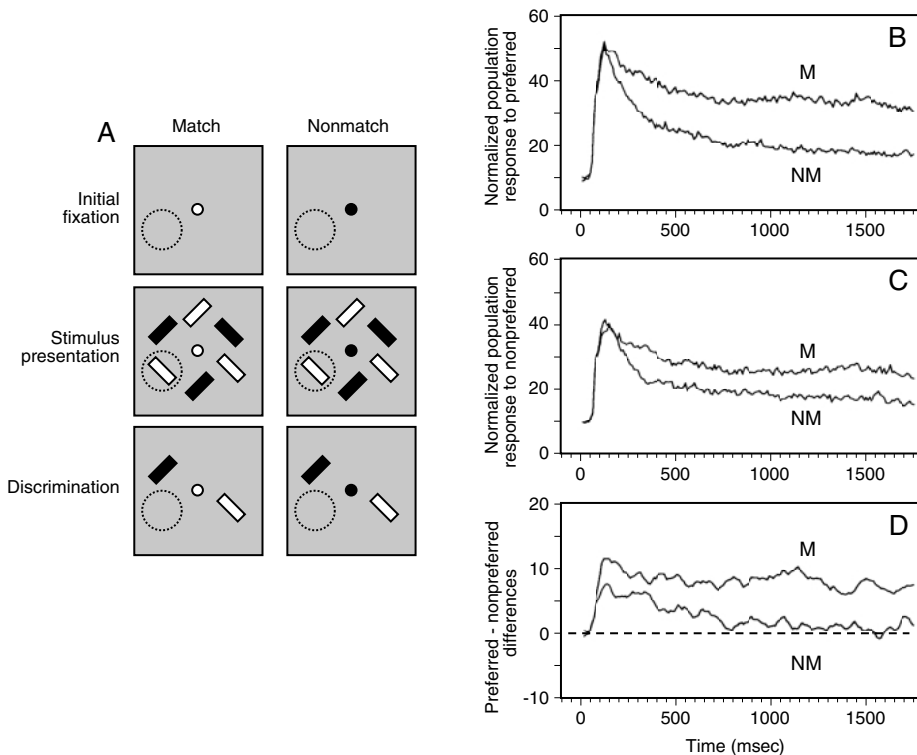 A
Match
Nonmatch
Initial
fixation
Stimulus
presentation
Discrimination
B
Normalized population
response to preferred
60
40
20
0
M
NM
0
500
1000
1500
C
Normalized population
response to nonpreferred
60
40
20
0
M
NM
0
500
1000
1500
D
Preferred - nonpreferred
differences
20
10
0
-10
M
NM
0
500
1000
1500
Time (msec)